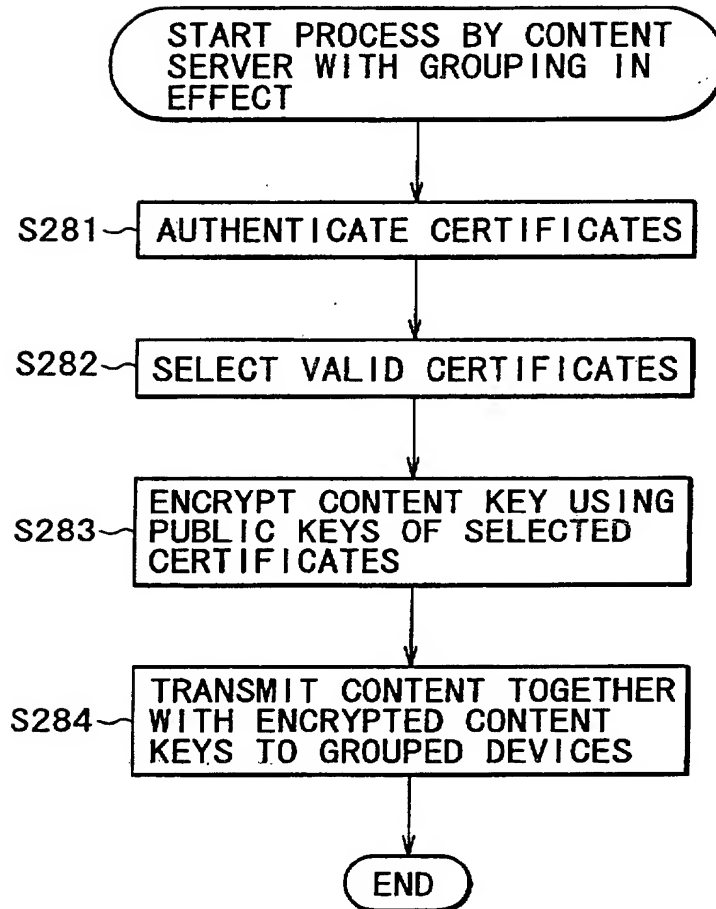 START PROCESS BY CONTENT
SERVER WITH GROUPING IN
EFFECT
S281
AUTHENTICATE CERTIFICATES
S282
SELECT VALID CERTIFICATES
S283
ENCRYPT CONTENT KEY USING
PUBLIC KEYS OF SELECTED
CERTIFICATES
S284
TRANSMIT CONTENT TOGETHER
WITH ENCRYPTED CONTENT
KEYS TO GROUPED DEVICES
END